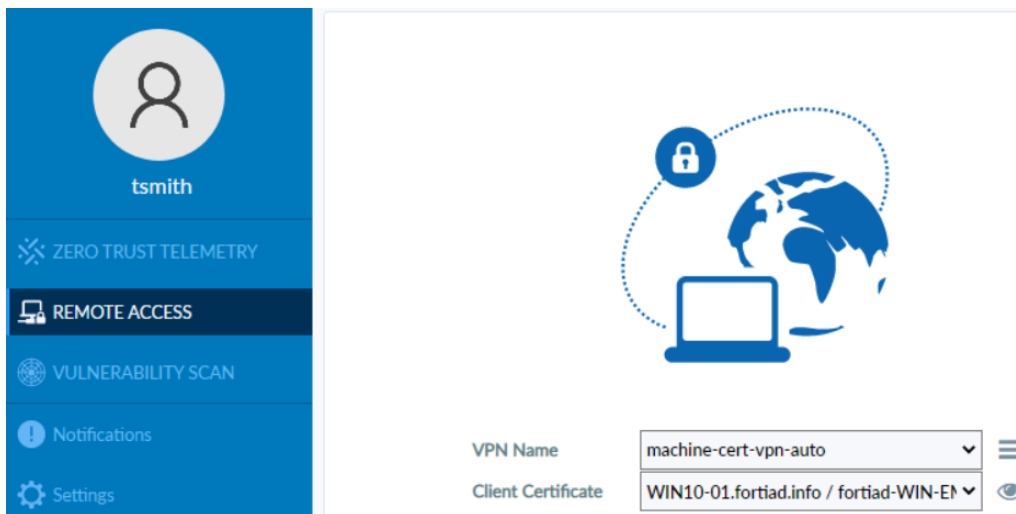 tsmith
ZERO TRUST TELEMETRY
REMOTE ACCESS
VULNERABILITY SCAN
Notifications
Settings
VPN Name machine-cert-vpn-auto
Client Certificate WIN10-01.fortiad.info / fortiad-WIN-